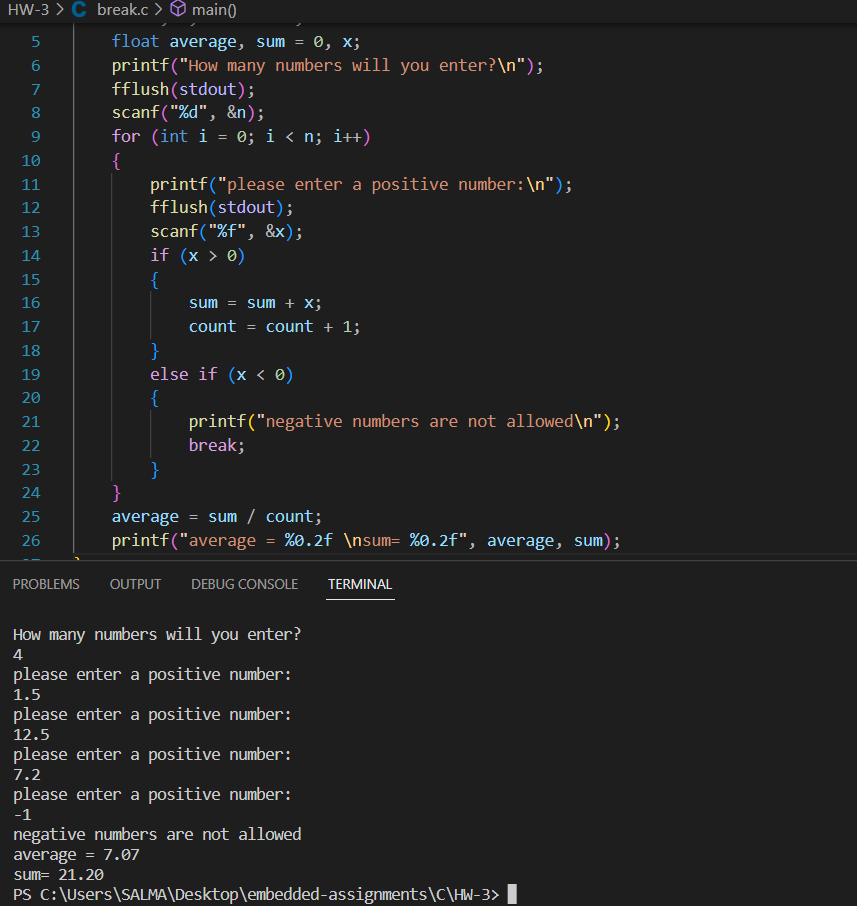 HW-3 > C break.c > main()
5 float average, sum = 0, x;
6 printf("How many numbers will you enter?\n");
7 fflush(stdout);
8 scanf("%d", &n);
9 for (int i = 0; i < n; i++)
10 {
11 printf("please enter a positive number:\n");
12 fflush(stdout);
13 scanf("%f", &x);
14 if (x > 0)
15 {
16 sum = sum + x;
17 count = count + 1;
18 }
19 else if (x < 0)
20 {
21 printf("negative numbers are not allowed\n");
22 break;
23 }
24 }
25 average = sum / count;
26 printf("average = %0.2f \nsum= %0.2f", average, sum);
PROBLEMS OUTPUT DEBUG CONSOLE TERMINAL
How many numbers will you enter?
4
please enter a positive number:
1.5
please enter a positive number:
12.5
please enter a positive number:
7.2
please enter a positive number:
-1
negative numbers are not allowed
average = 7.07
sum= 21.20
PS C:\Users\SALMA\Desktop\embedded-assignments\C\HW-3>